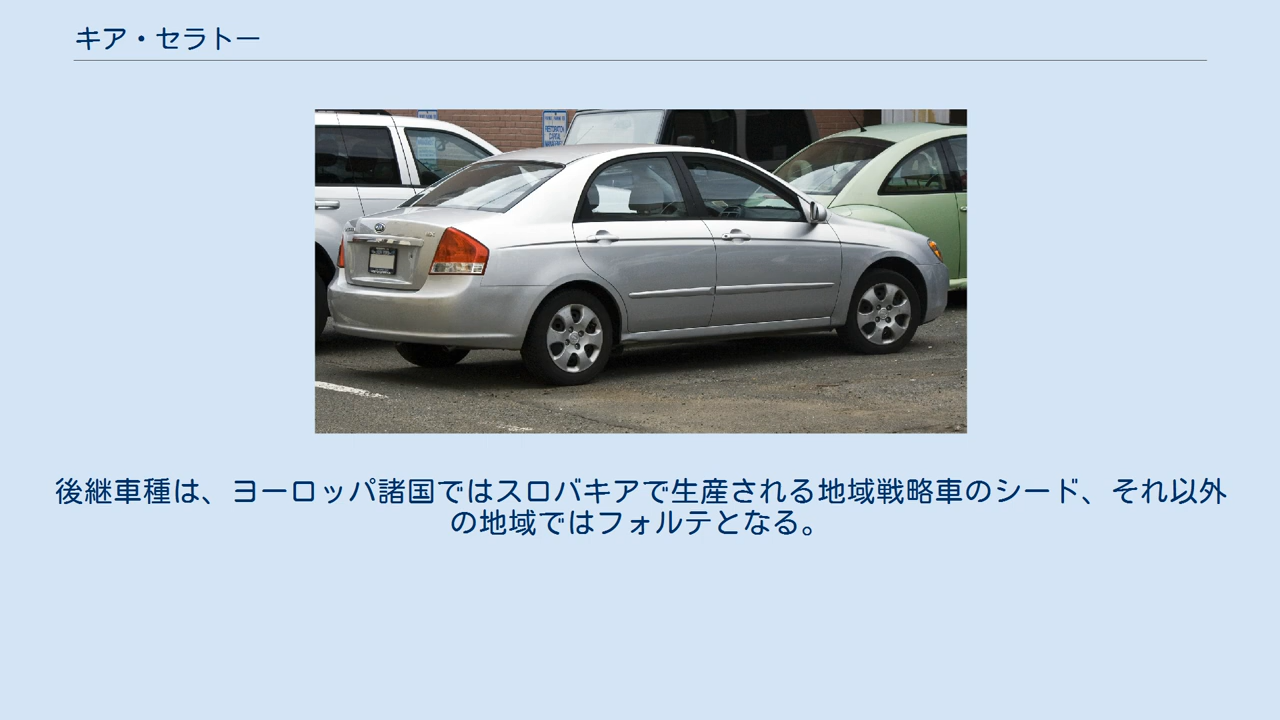 キア・セラトー
後継車種は、ヨーロッパ諸国ではスロバキアで生産される地域戦略車のシード、それ以外
の地域ではフォルテとなる。